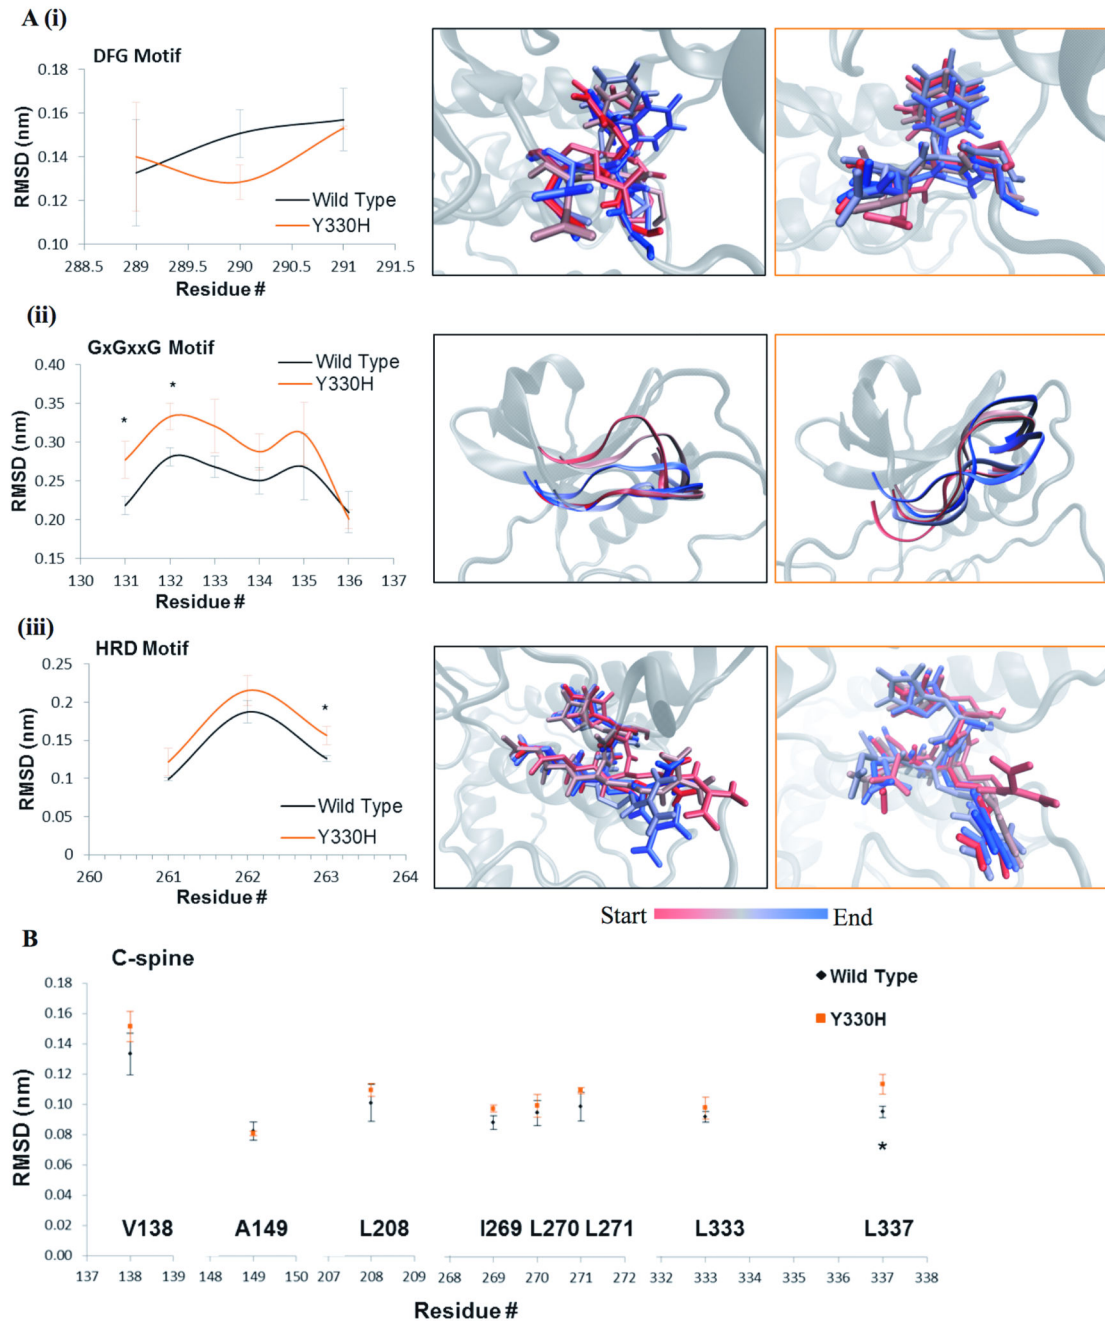 A (i)
DFG Motif
0.18
0.16
0.14
0.12
0.10
RMSD (nm)
Wild Type
Y330H
288.5 289 289.5 290 290.5 291 291.5
Residue #
(ii)
GxGxxG Motif
Wild Type
Y330H
0.40
0.35
0.30
0.25
0.20
0.15
RMSD (nm)
*
*
130 131 132 133 134 135 136 137
Residue #
(iii)
HRD Motif
0.25
0.2
0.15
0.1
0.05
0
RMSD (nm)
*
Wild Type
Y330H
260 261 262 263 264
Residue #
Start End
B
C-spine
Wild Type
Y330H
0.18
0.16
0.14
0.12
0.10
0.08
0.06
0.04
0.02
0.00
RMSD (nm)
*
V138 A149 L208 I269 L270 L271 L333 L337
137 138 139 148 149 150 207 208 209 268 269 270 271 272 332 333 334 335 336 337 338
Residue #